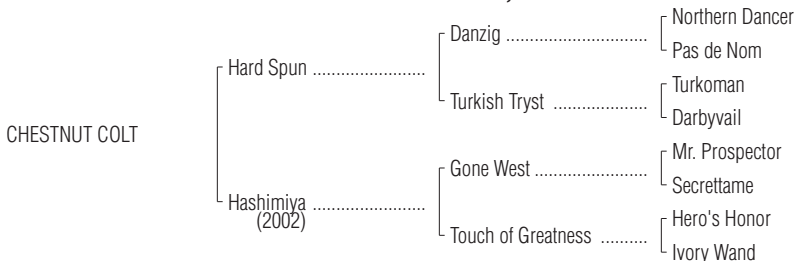 Northern Dancer
Danzig ..............................
Pas de Nom
Hard Spun ........................
Turkoman
Turkish Tryst ....................
Darbyvail
CHESTNUT COLT
Mr. Prospector
Gone West ........................
Secrettame
Hashimiya ........................
(2002)
Hero's Honor
Touch of Greatness ..........
Ivory Wand